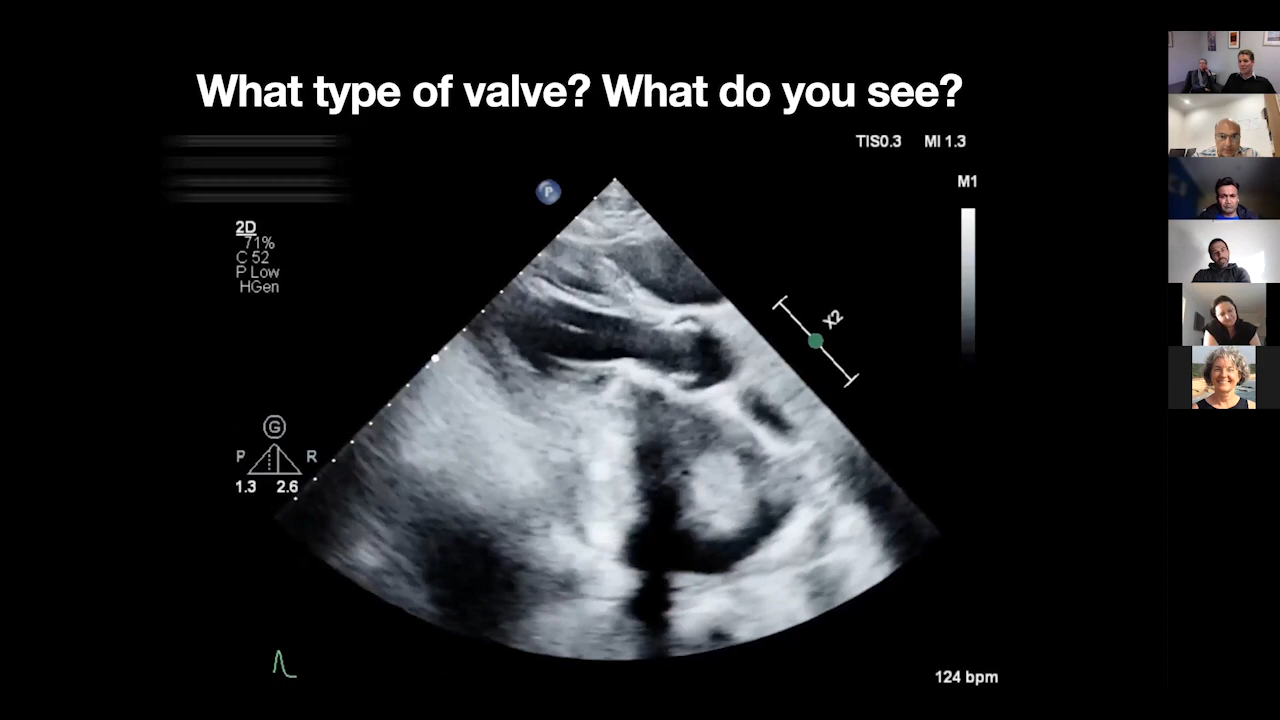 What type of valve? What do you see?
TIS0.3 MI 1.3
P
M1
2D
71%
C 52
P Low
HGen
X2
G
P R
1.3 2.6
124 bpm